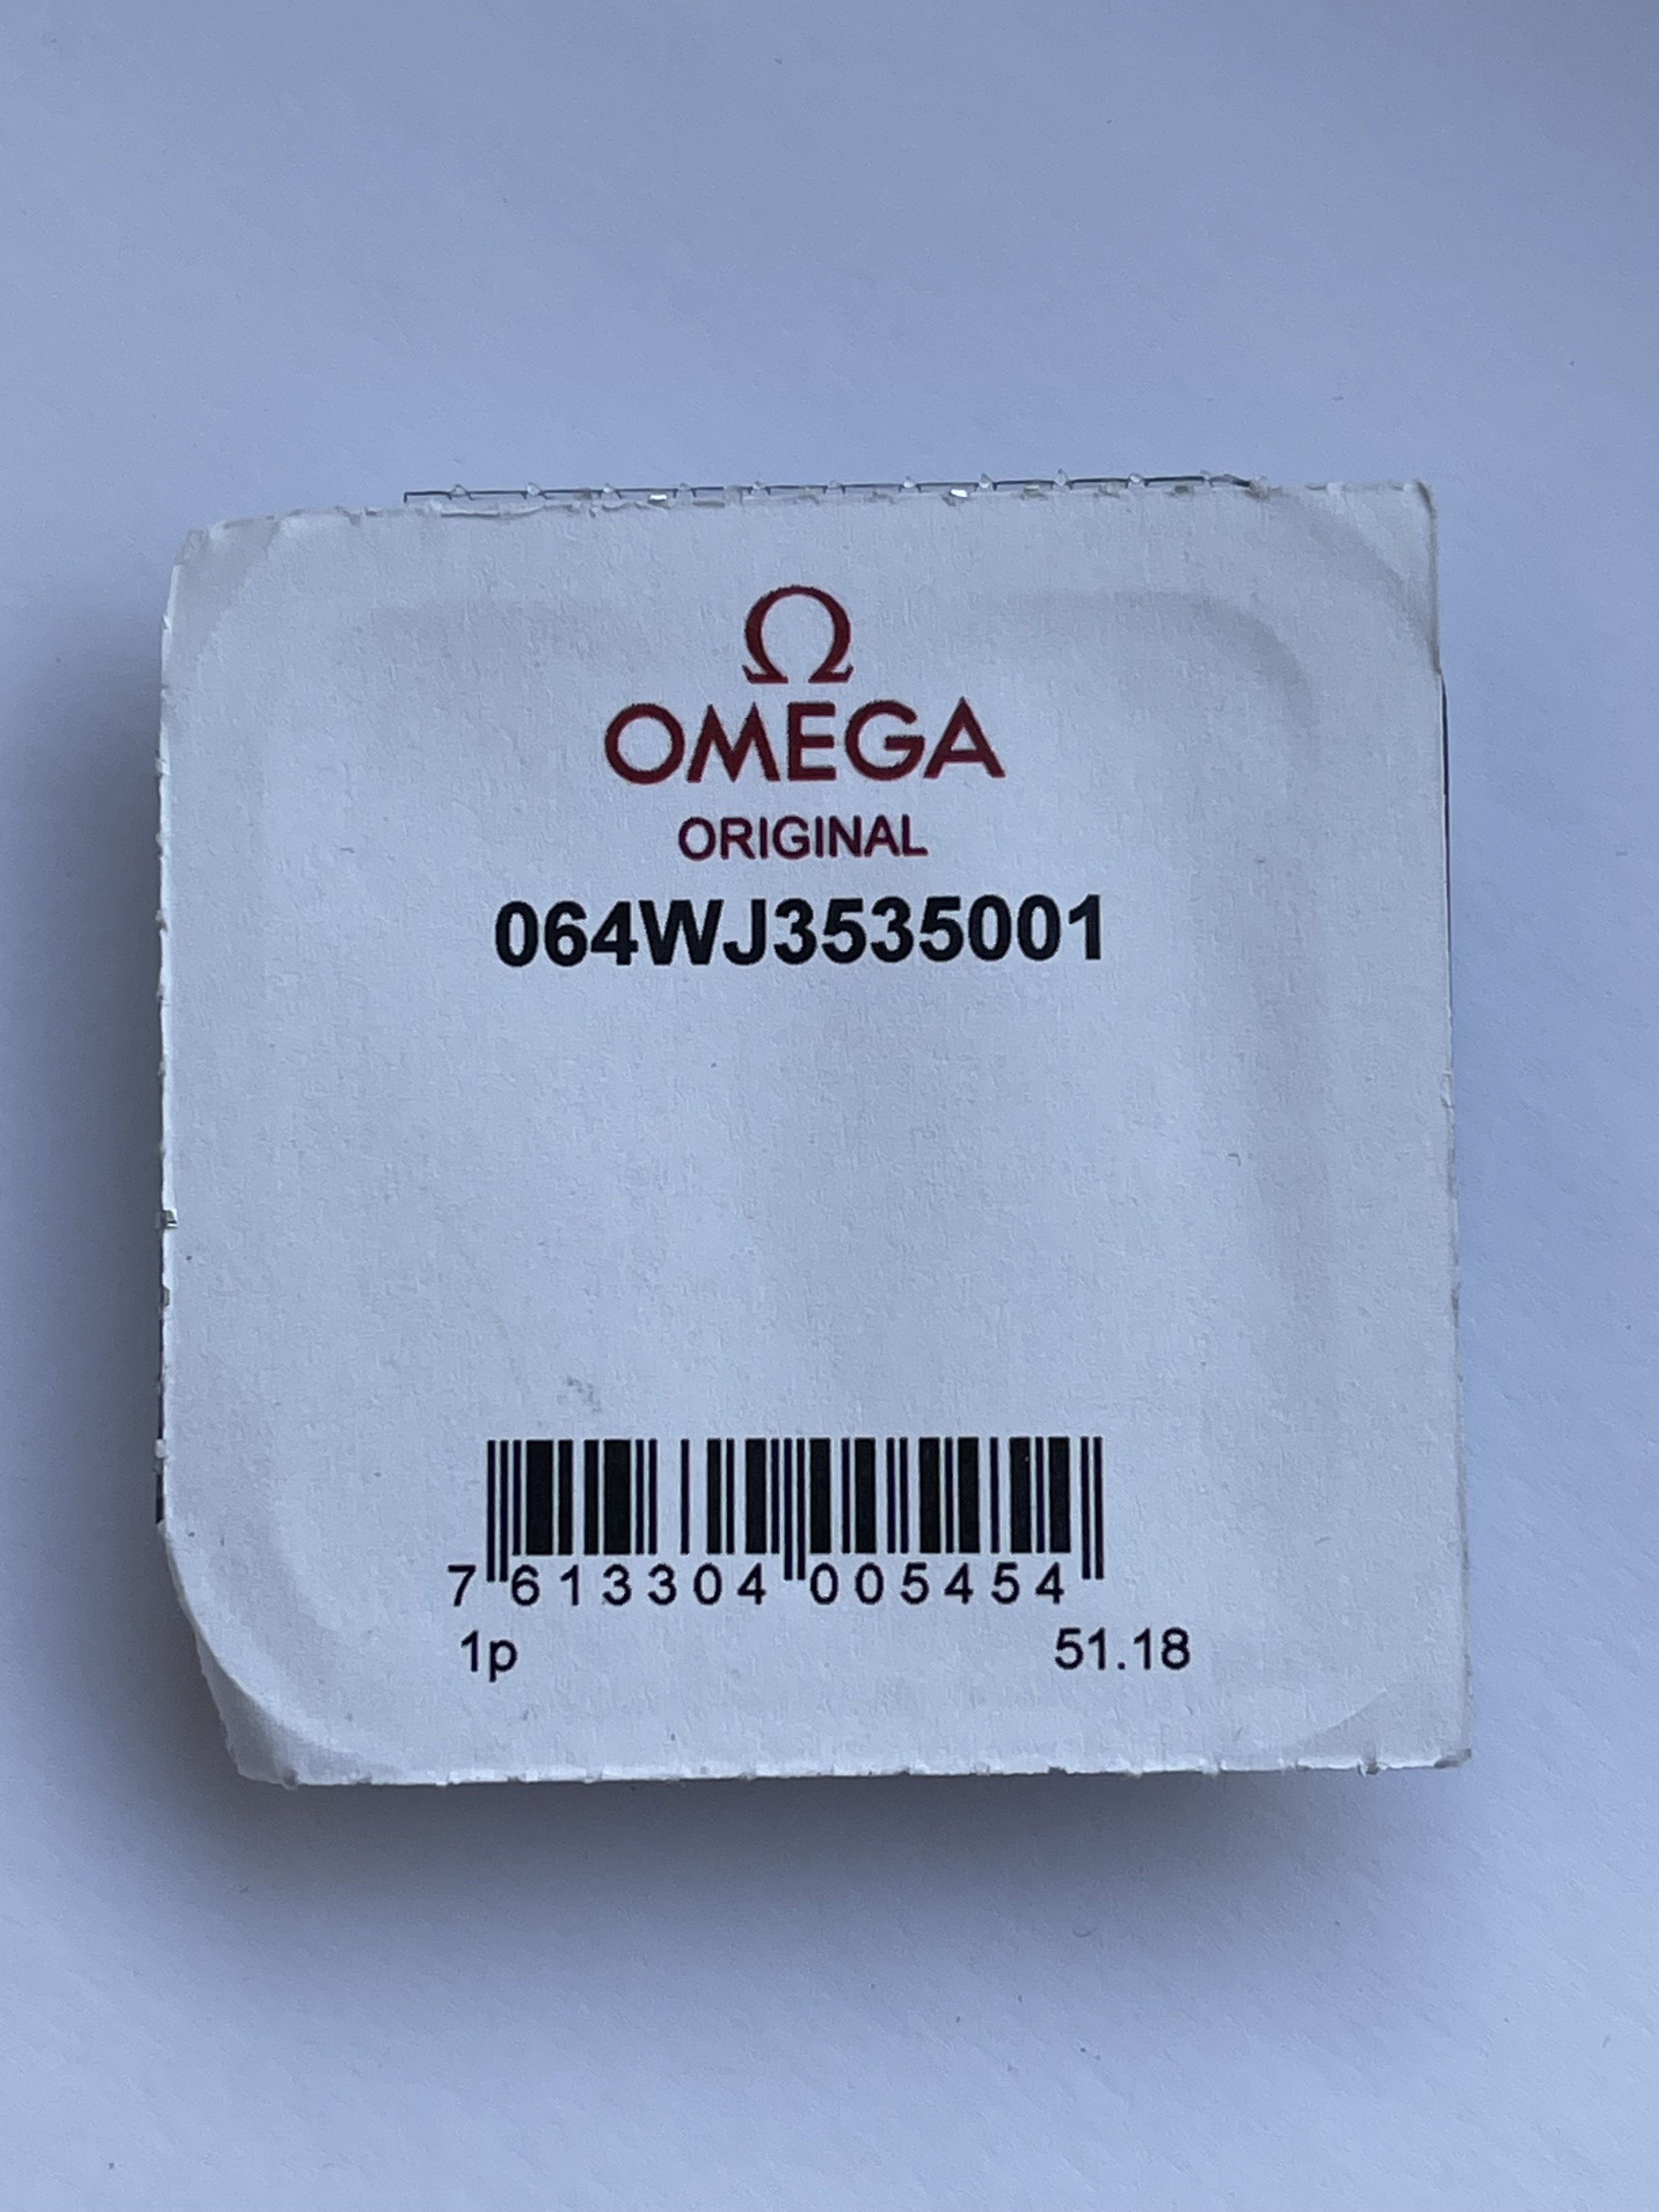 Ω
OMEGA
ORIGINAL
064WJ3535001
7 613304 005454
1p 51.18